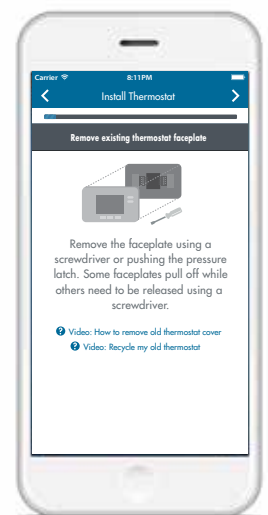 Carrier 8:11PM
Install Thermostat
Remove existing thermostat faceplate
Remove the faceplate using a
screwdriver or pushing the pressure
latch. Some faceplates pull off while
others need to be released using a
screwdriver.
? Video: How to remove old thermostat cover
? Video: Recycle my old thermostat